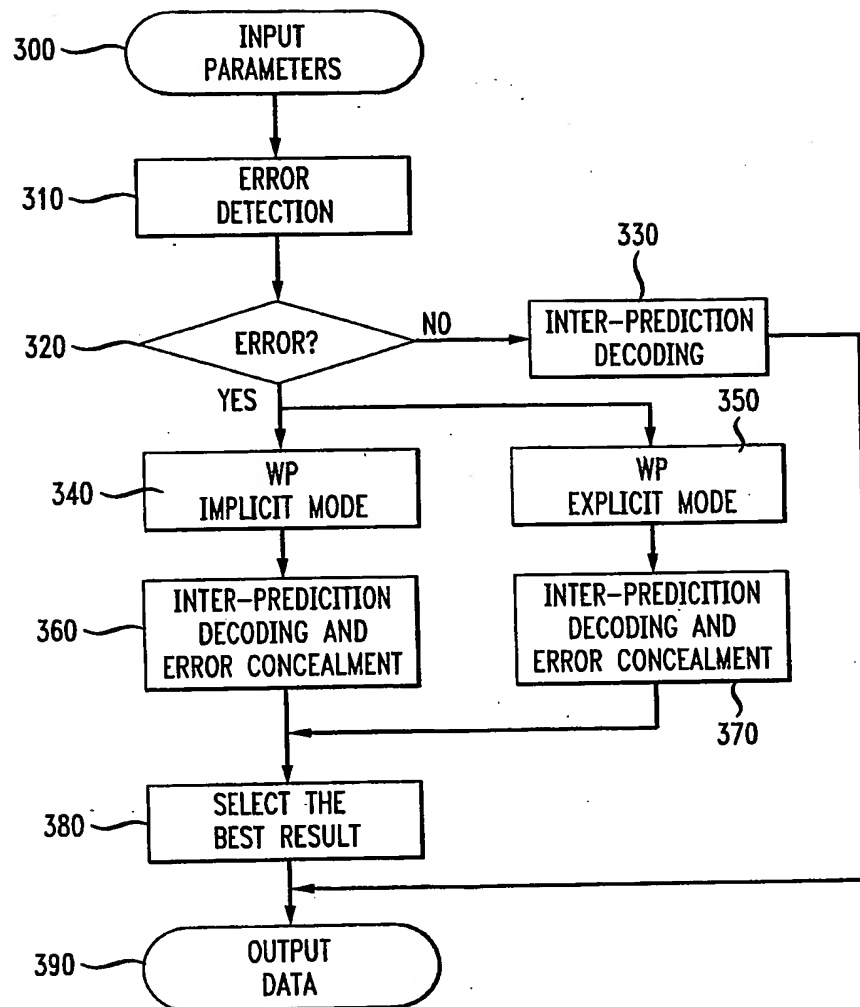 300
INPUT
PARAMETERS
310
ERROR
DETECTION
320
ERROR?
NO
330
INTER-PREDICTION
DECODING
YES
340
WP
IMPLICIT MODE
350
WP
EXPLICIT MODE
360
INTER-PREDICITION
DECODING AND
ERROR CONCEALMENT
INTER-PREDICITION
DECODING AND
ERROR CONCEALMENT
370
380
SELECT THE
BEST RESULT
390
OUTPUT
DATA